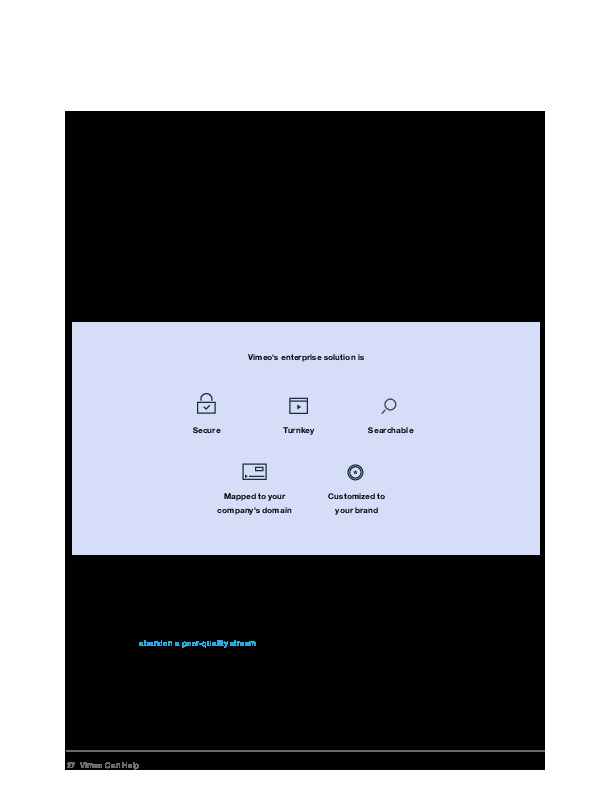 Vimeo's enterprise solution is
Secure
Turnkey
Searchable
Mapped to your
company's domain
Customized to
your brand
abandon a poor-quality stream
27 Vimeo Can Help